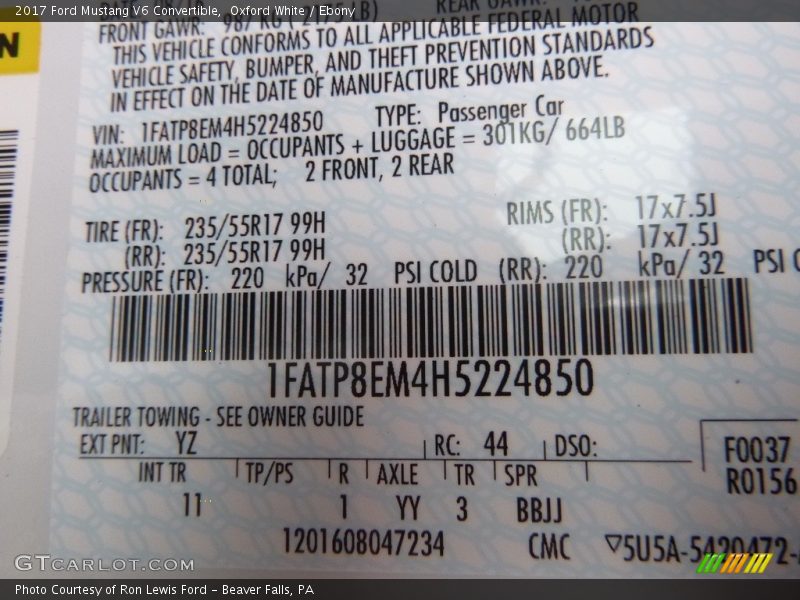 2017 Ford Mustang V6 Convertible, Oxford White / Ebony
N
FRONT GAWR: REAR GAWR
THIS VEHICLE CONFORMS TO ALL APPLICABLE FEDERAL MOTOR
VEHICLE SAFETY, BUMPER, AND THEFT PREVENTION STANDARDS
IN EFFECT ON THE DATE OF MANUFACTURE SHOWN ABOVE.
VIN: 1FATP8EM4H5224850 TYPE: Passenger Car
MAXIMUM LOAD = OCCUPANTS + LUGGAGE = 301KG/ 664LB
OCCUPANTS = 4 TOTAL; 2 FRONT, 2 REAR
TIRE (FR): 235/55R17 99H RIMS (FR): 17x7.5J
(RR): 235/55R17 99H (RR): 17x7.5J
PRESSURE (FR): 220 kPa/ 32 PSI COLD (RR): 220 kPa/ 32 PSI C
1FATP8EM4H5224850
TRAILER TOWING - SEE OWNER GUIDE
EXT PNT: YZ RC: 44 DSO: F0037
INT TR TP/PS R AXLE TR SPR R0156
11 1 YY 3 BBJJ
1201608047234 CMC ▽5U5A-5420472-
GTCARLOT.COM
Photo Courtesy of Ron Lewis Ford - Beaver Falls, PA